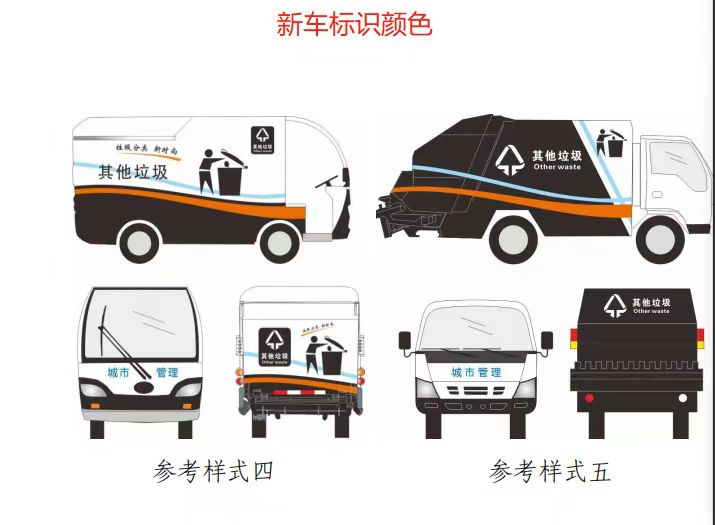 新车标识颜色
垃圾分类 新时尚
其他垃圾
其他垃圾
Other waste
其他垃圾
Other waste
垃圾分类 新时尚
其他垃圾
Other waste
其他垃圾
Other waste
城市 管理
城市 管理
参考样式四
参考样式五